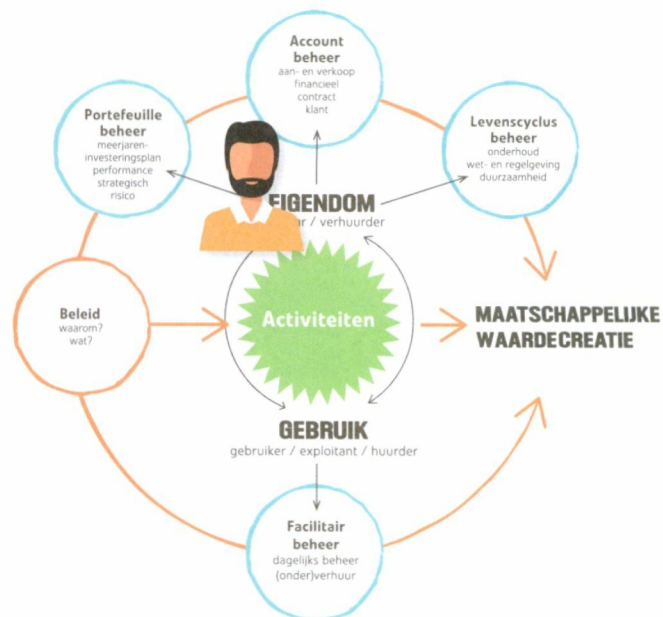 Account
beheer
aan- en verkoop
financieel
contract
klant
Portefeuille
beheer
meerjaren-
investeringsplan
performance
strategisch
risico
Levenscyclus
beheer
onderhoud
wet- en regelgeving
duurzaamheid
EIGENDOM
/ verhuurder
Beleid
waarom?
wat?
Activiteiten
MAATSCHAPPELIJKE
WAARDECREATIE
GEBRUIK
gebruiker / exploitant / huurder
Facilitair
beheer
dagelijks beheer
(onder)verhuur